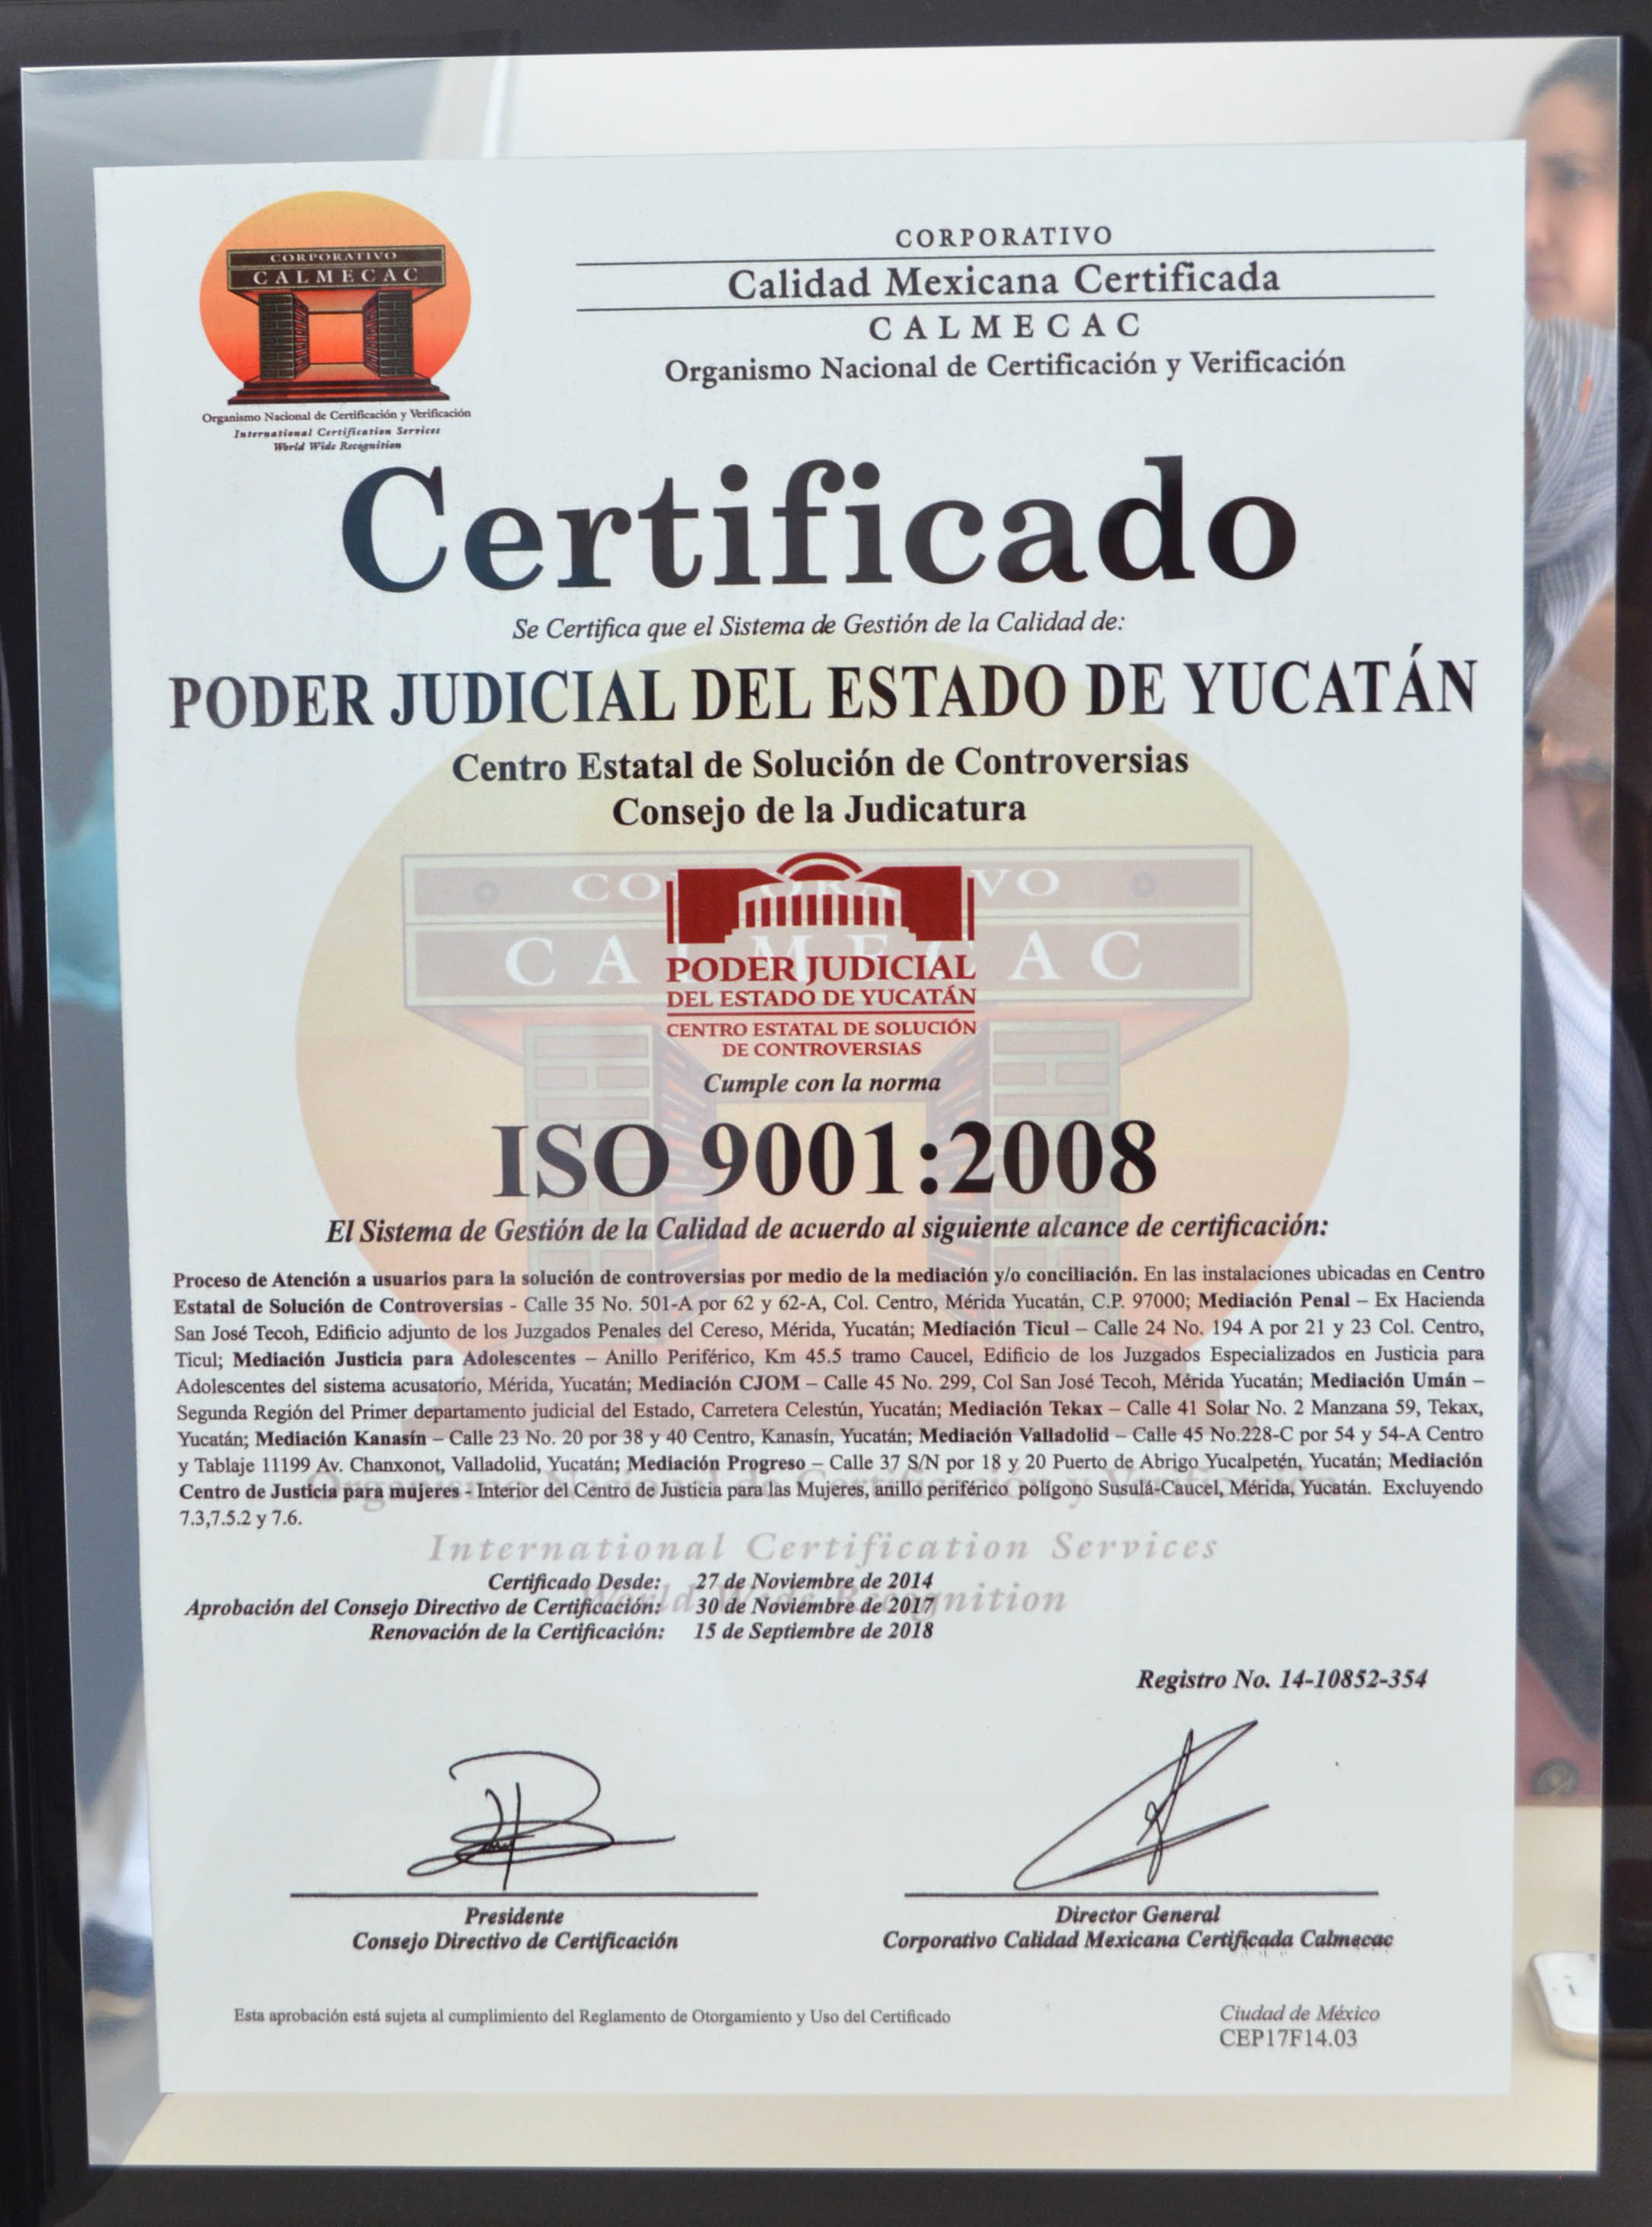 CORPORATIVO
CALMECAC
Organismo Nacional de Certificación y Verificación
International Certification Services
World Wide Recognition
CORPORATIVO
Calidad Mexicana Certificada
CALMECAC
Organismo Nacional de Certificación y Verificación
Certificado
Se Certifica que el Sistema de Gestión de la Calidad de:
PODER JUDICIAL DEL ESTADO DE YUCATÁN
Centro Estatal de Solución de Controversias
Consejo de la Judicatura
CORPORATIVO
CALMECAC
PODER JUDICIAL
DEL ESTADO DE YUCATÁN
CENTRO ESTATAL DE SOLUCIÓN
DE CONTROVERSIAS
Cumple con la norma
ISO 9001:2008
El Sistema de Gestión de la Calidad de acuerdo al siguiente alcance de certificación:
Proceso de Atención a usuarios para la solución de controversias por medio de la mediación y/o conciliación. En las instalaciones ubicadas en Centro
Estatal de Solución de Controversias - Calle 35 No. 501-A por 62 y 62-A, Col. Centro, Mérida Yucatán, C.P. 97000; Mediación Penal – Ex Hacienda
San José Tecoh, Edificio adjunto de los Juzgados Penales del Cereso, Mérida, Yucatán; Mediación Ticul – Calle 24 No. 194 A por 21 y 23 Col. Centro,
Ticul; Mediación Justicia para Adolescentes – Anillo Periférico, Km 45.5 tramo Caucel, Edificio de los Juzgados Especializados en Justicia para
Adolescentes del sistema acusatorio, Mérida, Yucatán; Mediación CJOM – Calle 45 No. 299, Col San José Tecoh, Mérida Yucatán; Mediación Umán –
Segunda Región del Primer departamento judicial del Estado, Carretera Celestún, Yucatán; Mediación Tekax – Calle 41 Solar No. 2 Manzana 59, Tekax,
Yucatán; Mediación Kanasín – Calle 23 No. 20 por 38 y 40 Centro, Kanasín, Yucatán; Mediación Valladolid – Calle 45 No.228-C por 54 y 54-A Centro
y Tablaje 11199 Av. Chanxonot, Valladolid, Yucatán; Mediación Progreso – Calle 37 S/N por 18 y 20 Puerto de Abrigo Yucalpetén, Yucatán; Mediación
Centro de Justicia para mujeres - Interior del Centro de Justicia para las Mujeres, anillo periférico polígono Susulá-Caucel, Mérida, Yucatán. Excluyendo
7.3,7.5.2 y 7.6.
Organismo Nacional de Certificación y Verificación
International Certification Services
World Wide Recognition
Certificado Desde: 27 de Noviembre de 2014
Aprobación del Consejo Directivo de Certificación: 30 de Noviembre de 2017
Renovación de la Certificación: 15 de Septiembre de 2018
Registro No. 14-10852-354
Presidente
Consejo Directivo de Certificación
Director General
Corporativo Calidad Mexicana Certificada Calmecac
Esta aprobación está sujeta al cumplimiento del Reglamento de Otorgamiento y Uso del Certificado
Ciudad de México
CEP17F14.03